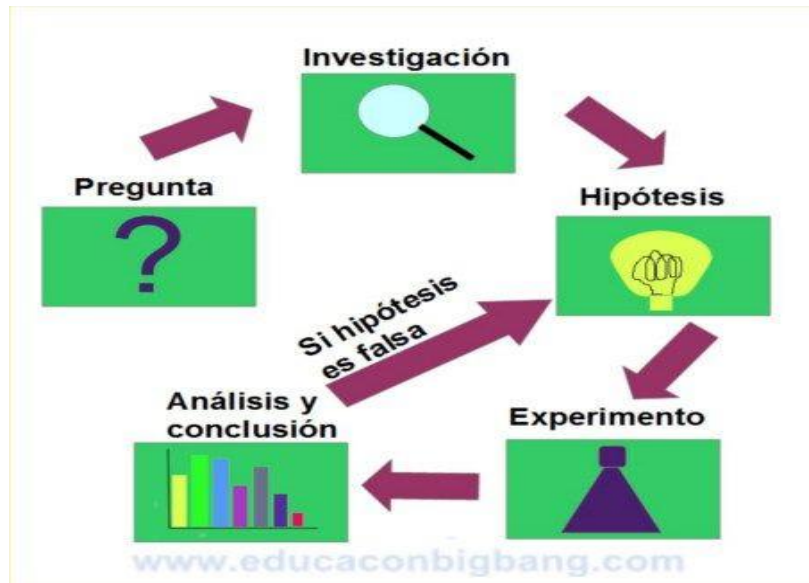 Investigación
Pregunta
?
Hipótesis
Si hipótesis
es falsa
Análisis y
conclusión
Experimento
www.educaconbigbang.com